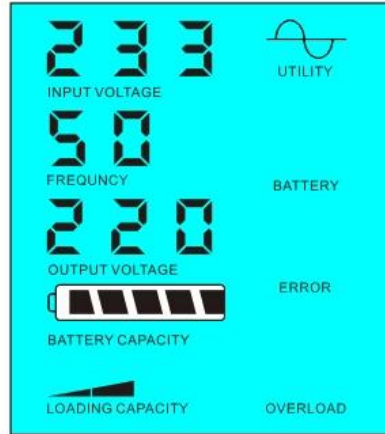 233
UTILITY
INPUT VOLTAGE
50
FREQUNCY
BATTERY
220
OUTPUT VOLTAGE
ERROR
BATTERY CAPACITY
LOADING CAPACITY
OVERLOAD